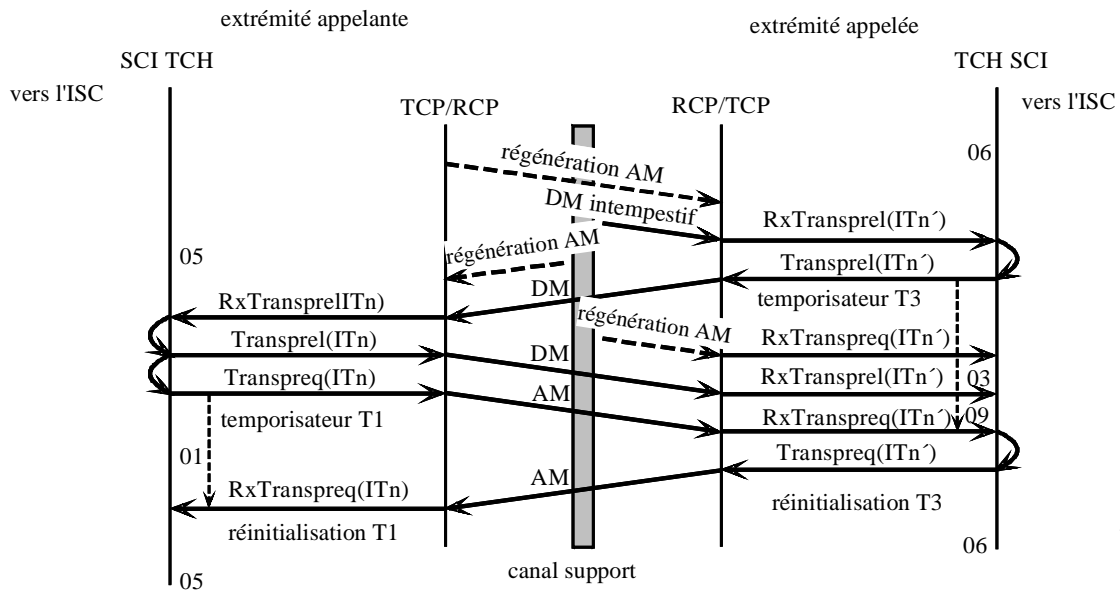 extrémité appelante
extrémité appelée
SCI TCH
TCH SCI
vers l'ISC
vers l'ISC
TCP/RCP
RCP/TCP
régénération AM
06
DM intempestif
RxTransprel(ITn´)
05
régénération AM
Transprel(ITn´)
DM
RxTransprelITn)
temporisateur T3
régénération AM
Transprel(ITn)
DM
RxTranspreq(ITn´)
Transpreq(ITn)
AM
RxTransprel(ITn´)
03
temporisateur T1
RxTranspreq(ITn´)
09
01
Transpreq(ITn´)
AM
RxTranspreq(ITn)
réinitialisation T3
réinitialisation T1
06
canal support
05